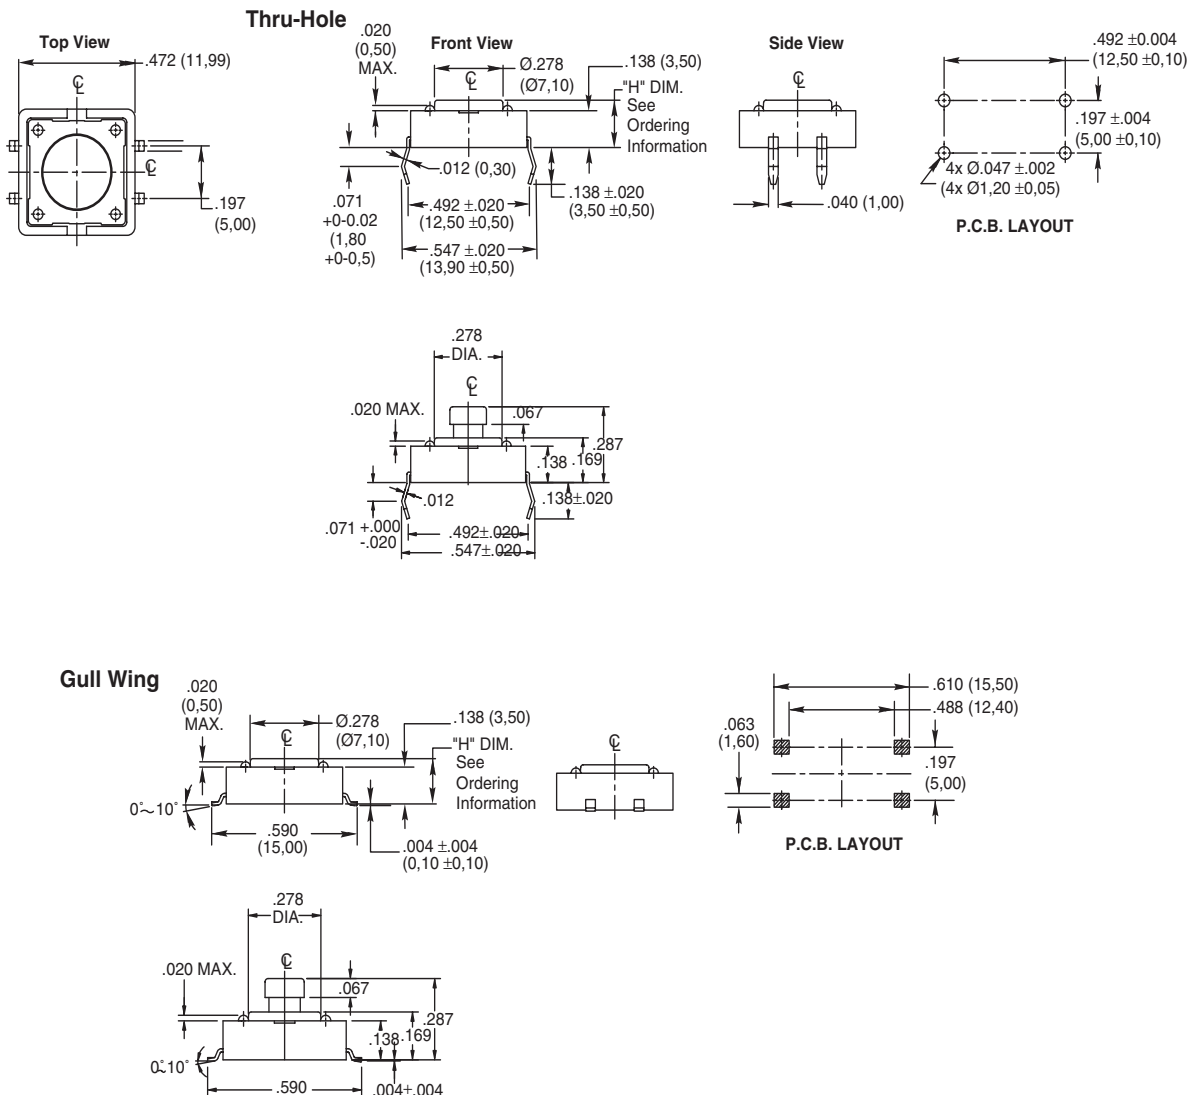 Thru-Hole
Top View
.472 (11,99)
℄
℄
.197
(5,00)
Front View
.020
(0,50)
MAX.
℄
Ø.278
(Ø7,10)
.138 (3,50)
"H" DIM.
See
Ordering
Information
.012 (0,30)
.071
+0-0.02
(1,80
+0-0,5)
.492 ±.020
(12,50 ±0,50)
.547 ±.020
(13,90 ±0,50)
.138 ±.020
(3,50 ±0,50)
Side View
℄
.040 (1,00)
.492 ±0.004
(12,50 ±0,10)
.197 ±.004
(5,00 ±0,10)
4x Ø.047 ±.002
(4x Ø1,20 ±0,05)
P.C.B. LAYOUT
.278
DIA.
℄
.020 MAX.
.067
.287
.138
.169
.012
.138±.020
.071 +.000
-.020
.492±.020
.547±.020
Gull Wing
.020
(0,50)
MAX.
℄
Ø.278
(Ø7,10)
.138 (3,50)
"H" DIM.
See
Ordering
Information
0°~10°
.590
(15,00)
.004 ±.004
(0,10 ±0,10)
℄
.610 (15,50)
.488 (12,40)
.063
(1,60)
.197
(5,00)
P.C.B. LAYOUT
.278
DIA.
℄
.020 MAX.
.067
.287
.138
.169
0°~10°
.590
.004±.004